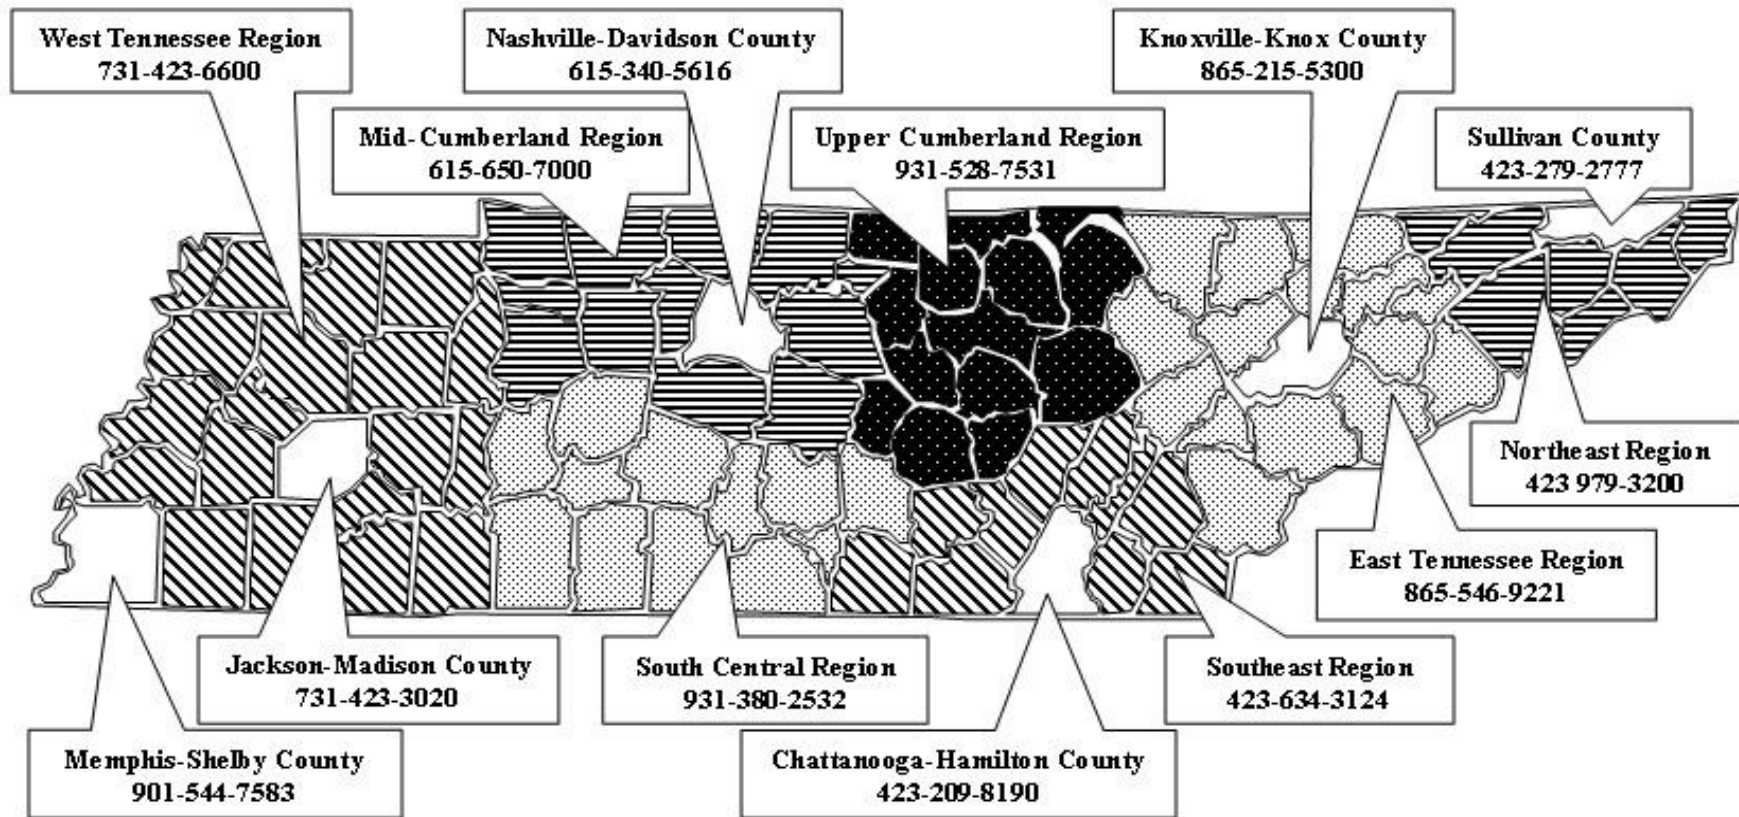 West Tennessee Region
731-423-6600
Nashville-Davidson County
615-340-5616
Knoxville-Knox County
865-215-5300
Mid-Cumberland Region
615-650-7000
Upper Cumberland Region
931-528-7531
Sullivan County
423-279-2777
Northeast Region
423 979-3200
East Tennessee Region
865-546-9221
Jackson-Madison County
731-423-3020
South Central Region
931-380-2532
Southeast Region
423-634-3124
Memphis-Shelby County
901-544-7583
Chattanooga-Hamilton County
423-209-8190